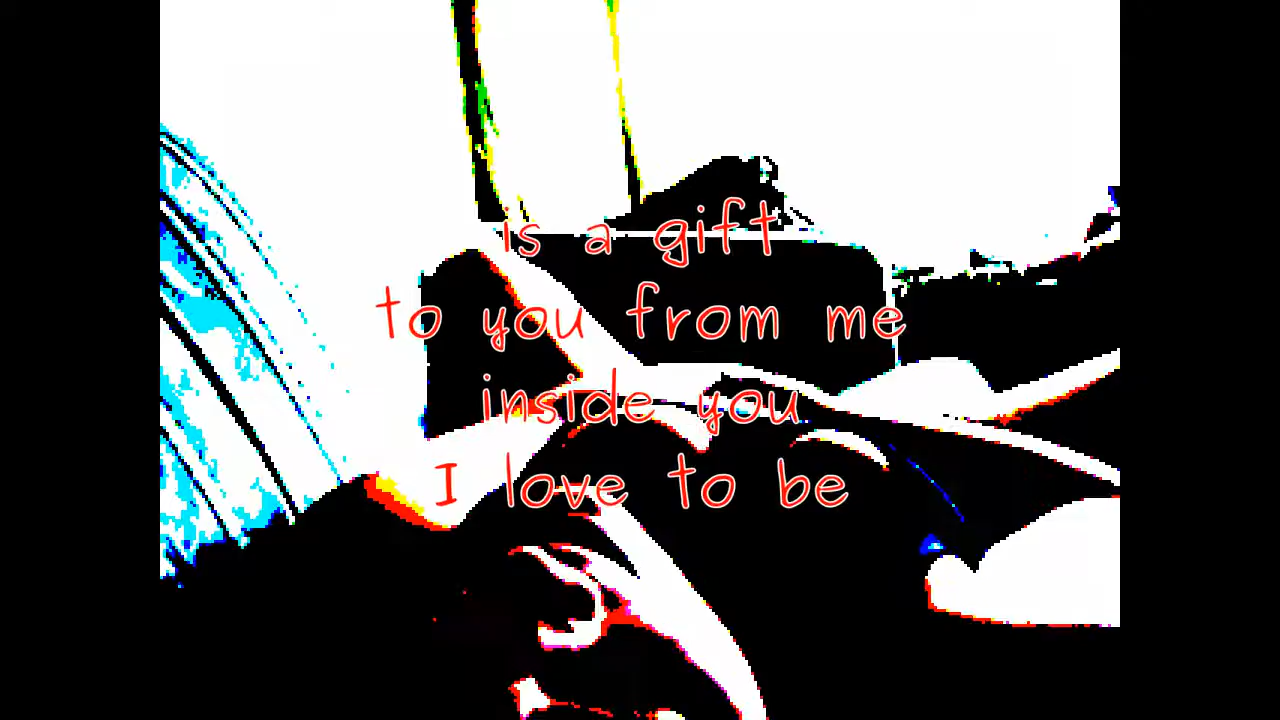 is a gift
to you from me
inside you
I love to be